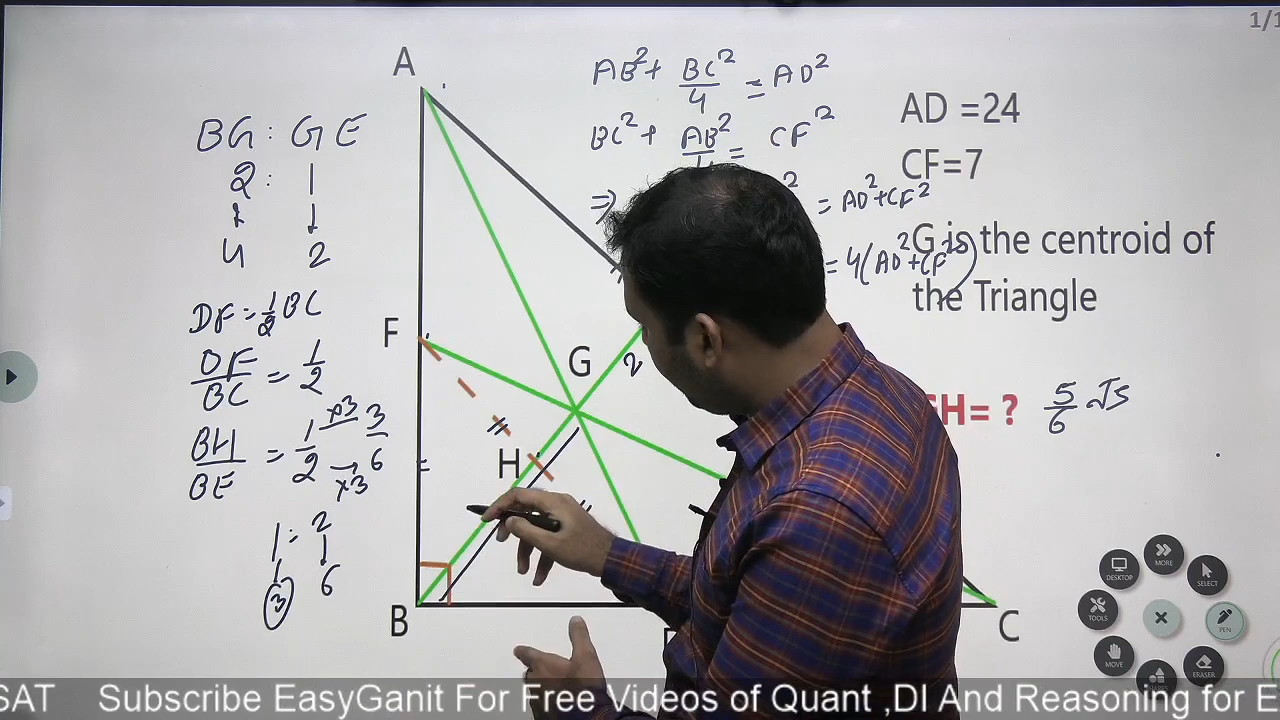 1/1
A
BG : GE
2 : 1
4 2
DF = 1/2 BC
DF/BC = 1/2
BH/BE = 1/2 ×3 ×3 3/6 =
1 : 2
3 6
AB² + BC²/4 = AD²
BC² + AB²/4 = CF²
⇒ ² = AD² + CF²
= 4(AD² + CF²)
AD =24
CF=7
G is the centroid of
the Triangle
GH= ?
F
G
2
H
B
C
DESKTOP
MORE
SELECT
TOOLS
PEN
MOVE
ERASER
SAT Subscribe EasyGanit For Free Videos of Quant ,DI And Reasoning for E